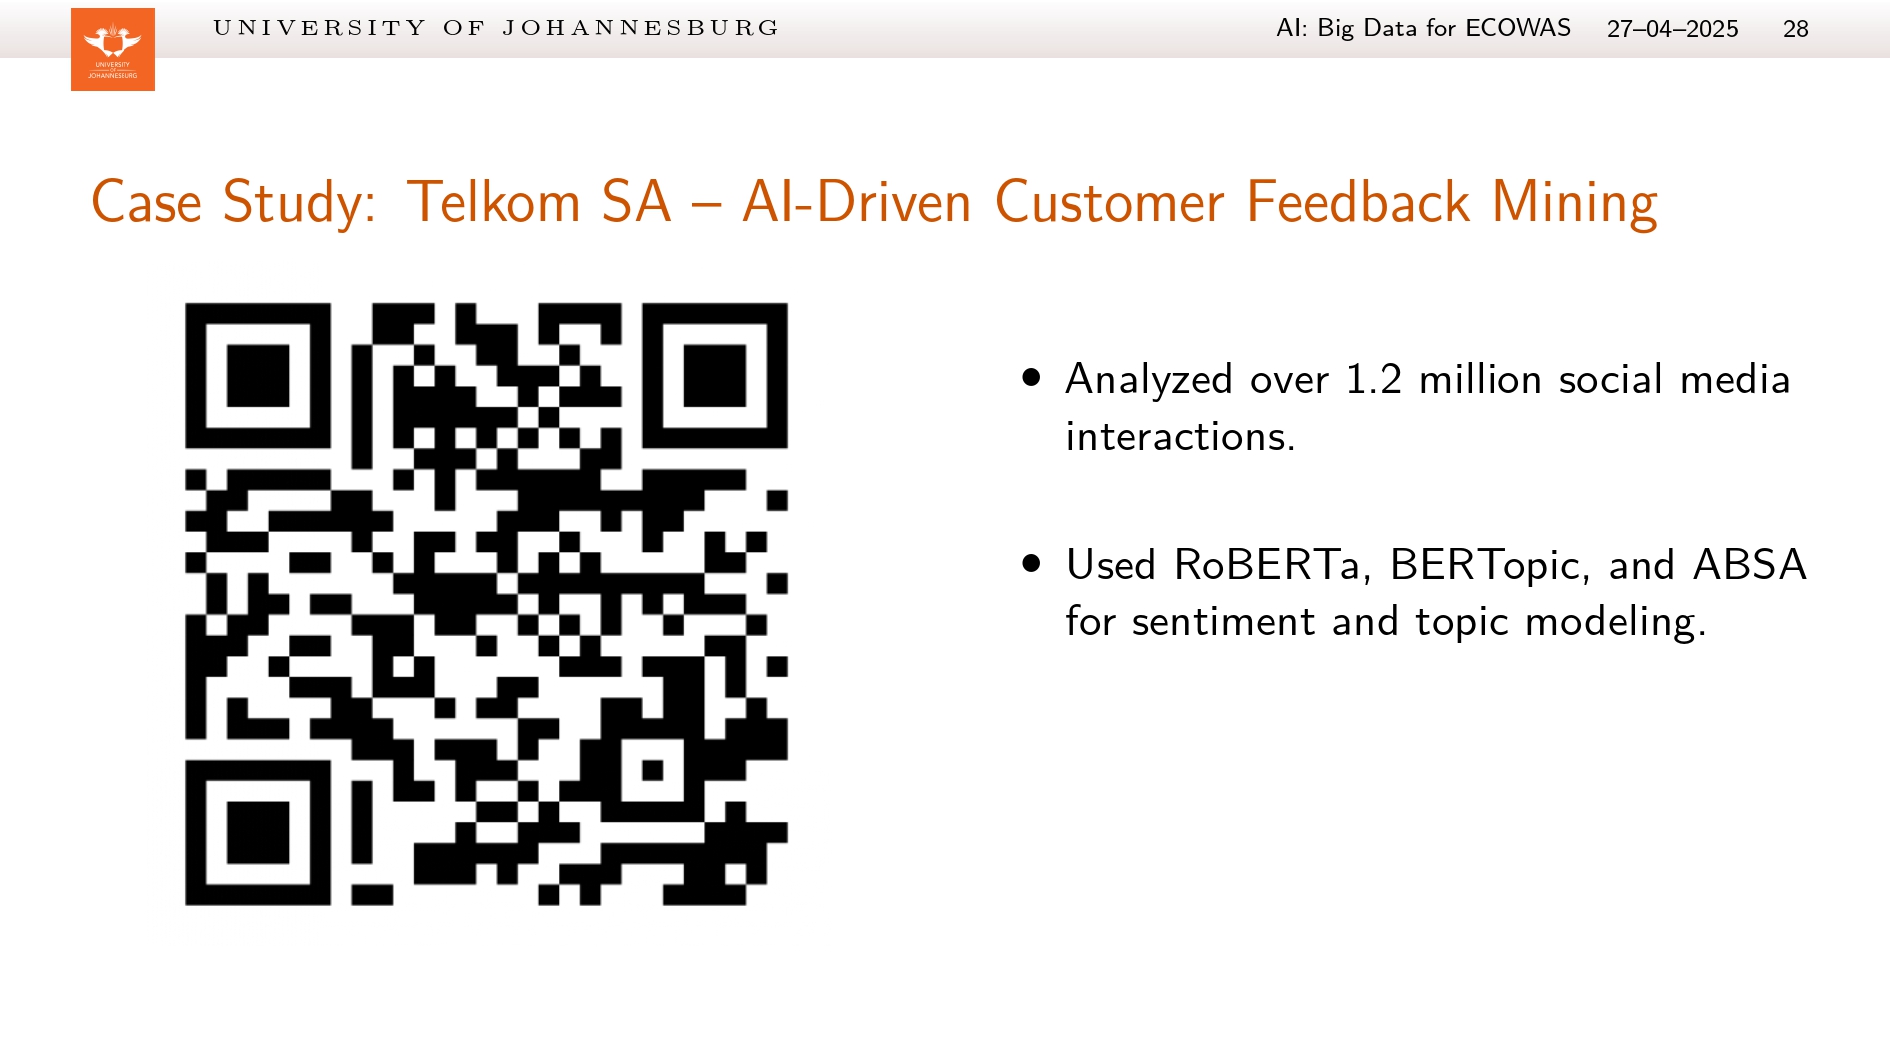 UNIVERSITY OF JOHANNESBURG
AI: Big Data for ECOWAS 27–04–2025 28
UNIVERSITY
OF
JOHANNESBURG
Case Study: Telkom SA – AI-Driven Customer Feedback Mining
• Analyzed over 1.2 million social media
interactions.
• Used RoBERTa, BERTopic, and ABSA
for sentiment and topic modeling.